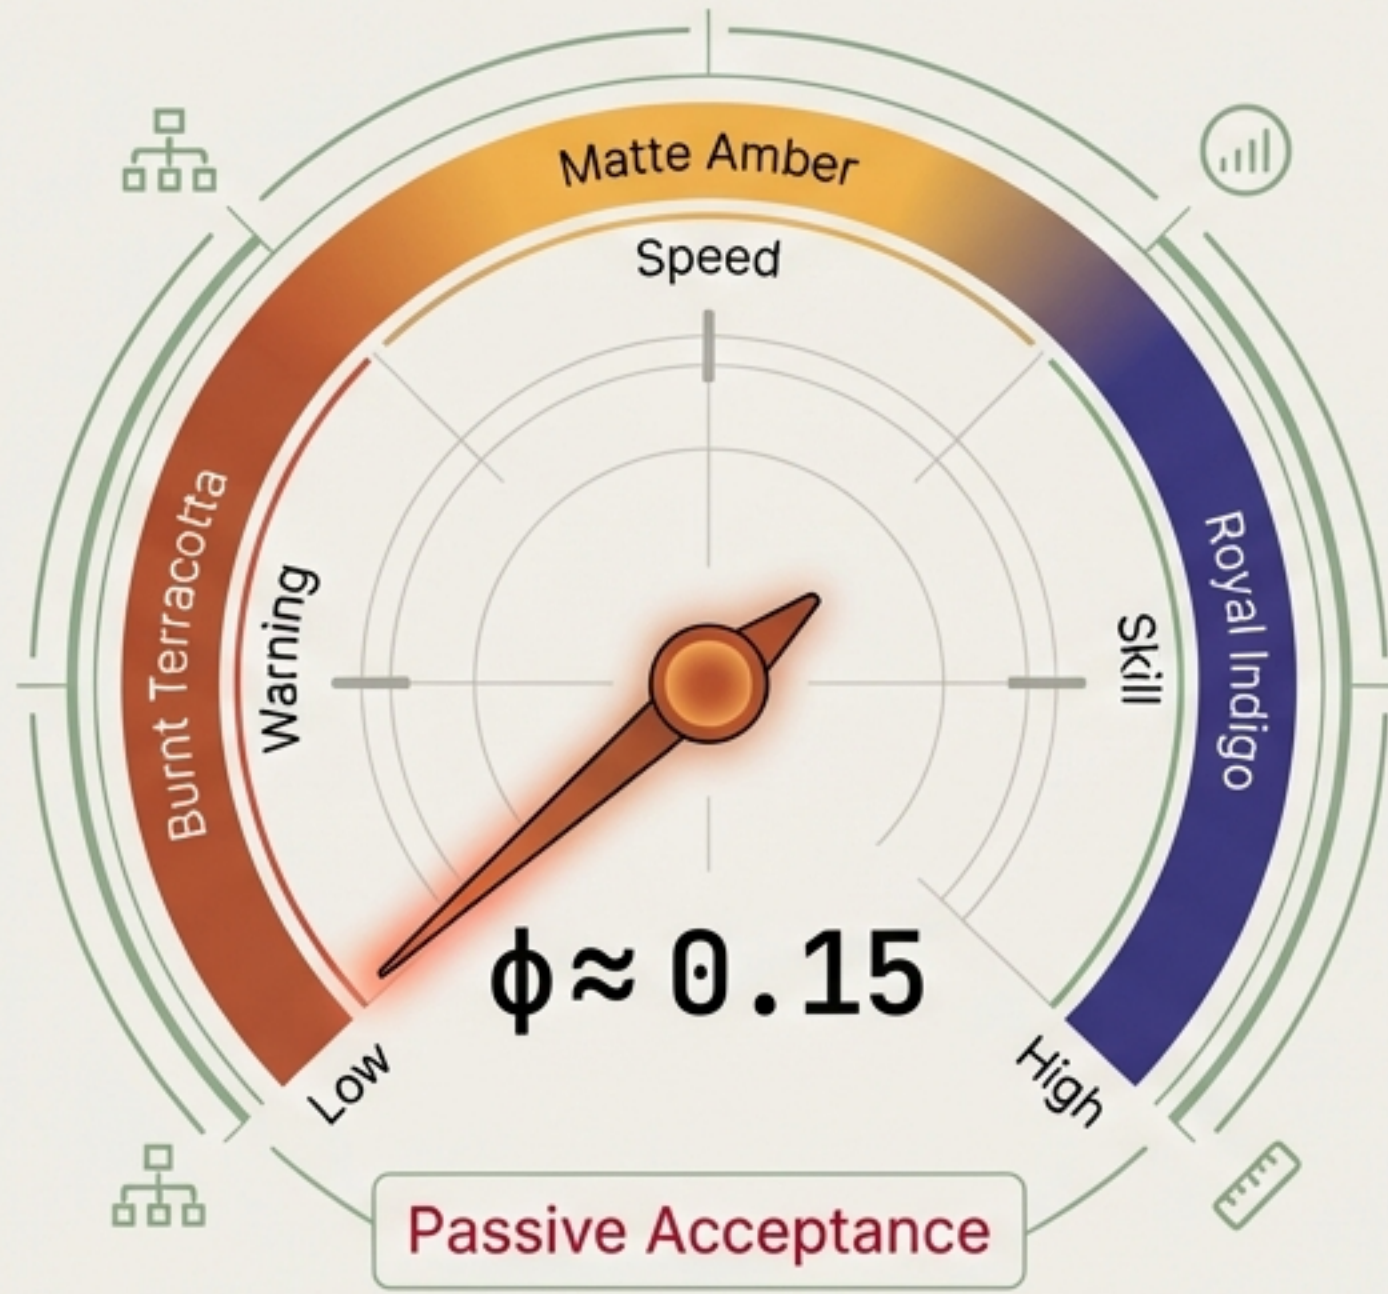 Matte Amber
Speed
Burnt Terracotta
Warning
Skill
Royal Indigo
ϕ≈ 0.15
Low
High
Passive Acceptance